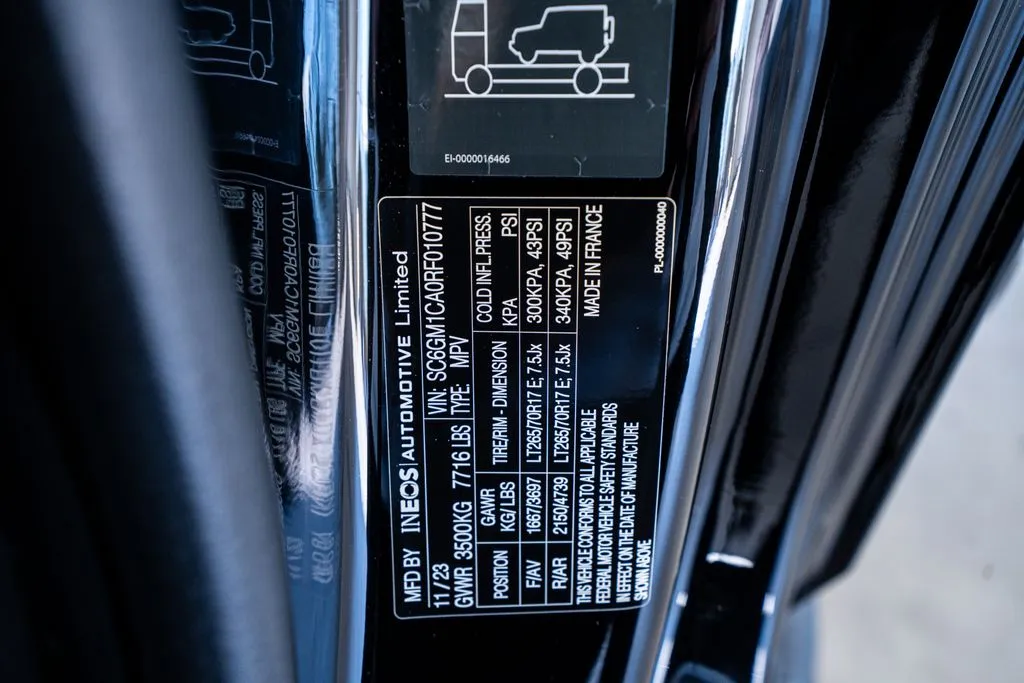 EI-0000016466
MFD BY INEOS|AUTOMOTIVE Limited
11/23 VIN: SC6GM1CA0RF010777
GVWR 3500KG 7716 LBS TYPE: MPV
POSITION GAWR KG/LBS TIRE/RIM - DIMENSION COLD INFL.PRESS. KPA PSI
F/AV 1667/3697 LT265/70R17 E; 7.5Jx 300KPA, 43PSI
R/AR 2150/4739 LT265/70R17 E; 7.5Jx 340KPA, 49PSI
THIS VEHICLE CONFORMS TO ALL APPLICABLE
FEDERAL MOTOR VEHICLE SAFETY STANDARDS
IN EFFECT ON THE DATE OF MANUFACTURE
SHOWN ABOVE
MADE IN FRANCE
PL-0000000040